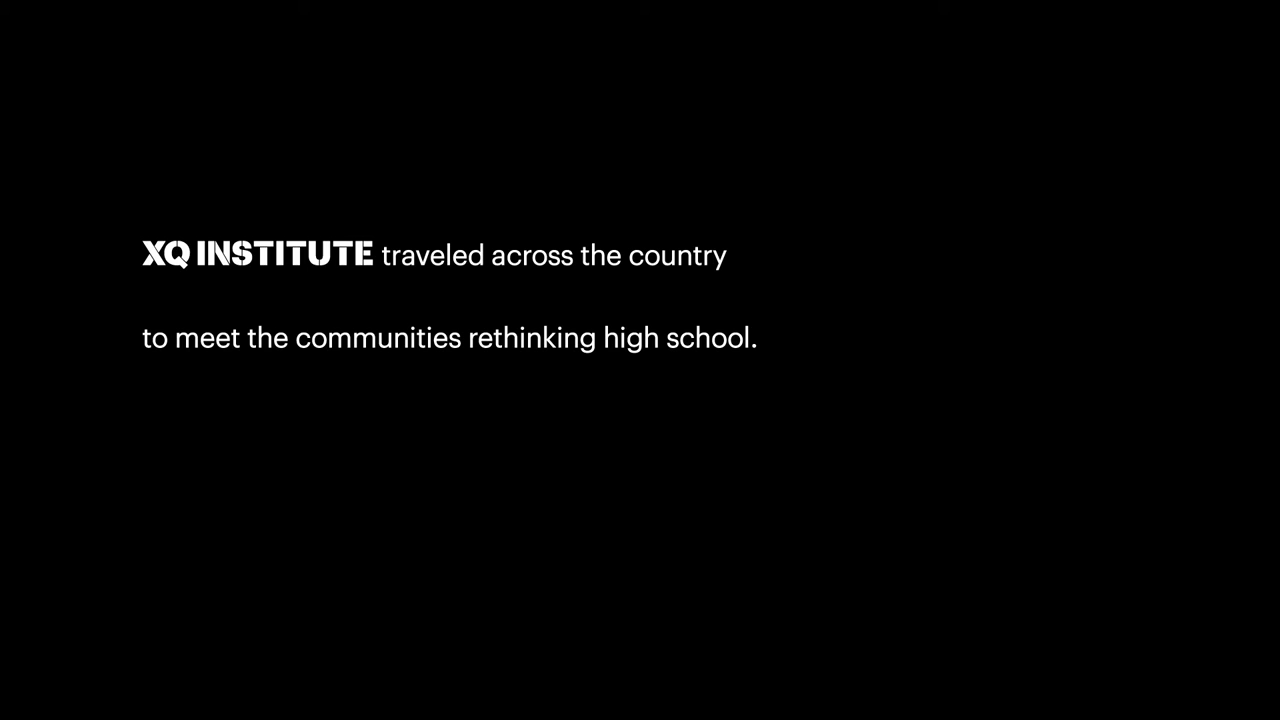 XQ INSTITUTE traveled across the country
to meet the communities rethinking high school.